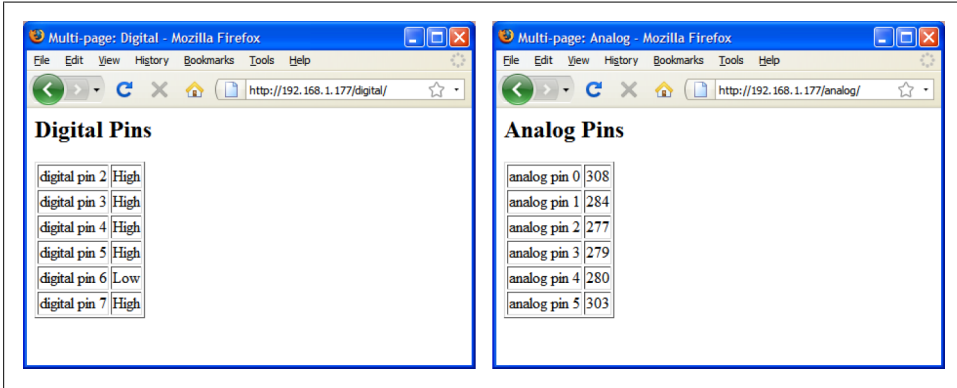 Multi-page: Digital - Mozilla Firefox
File Edit View History Bookmarks Tools Help
http://192.168.1.177/digital/
Digital Pins
digital pin 2 High
digital pin 3 High
digital pin 4 High
digital pin 5 High
digital pin 6 Low
digital pin 7 High
Multi-page: Analog - Mozilla Firefox
File Edit View History Bookmarks Tools Help
http://192.168.1.177/analog/
Analog Pins
analog pin 0 308
analog pin 1 284
analog pin 2 277
analog pin 3 279
analog pin 4 280
analog pin 5 303